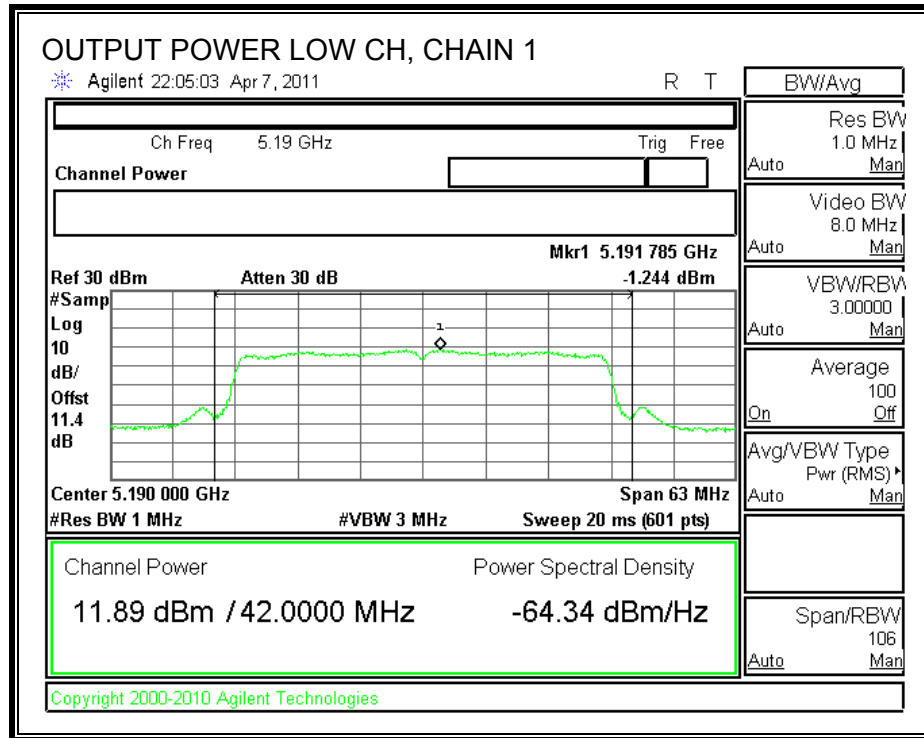 OUTPUT POWER LOW CH, CHAIN 1
Agilent 22:05:03 Apr 7, 2011 R T
Ch Freq 5.19 GHz Trig Free
Channel Power
Mkr1 5.191 785 GHz
Ref 30 dBm Atten 30 dB -1.244 dBm
#Samp
Log
10
dB/
Offst
11.4
dB
1
Center 5.190 000 GHz Span 63 MHz
#Res BW 1 MHz #VBW 3 MHz Sweep 20 ms (601 pts)
Channel Power Power Spectral Density
11.89 dBm / 42.0000 MHz -64.34 dBm/Hz
Copyright 2000-2010 Agilent Technologies
BW/Avg
Res BW
1.0 MHz
Auto Man
Video BW
8.0 MHz
Auto Man
VBW/RBW
3.00000
Auto Man
Average
100
On Off
Avg/VBW Type
Pwr (RMS)
Auto Man
Span/RBW
106
Auto Man